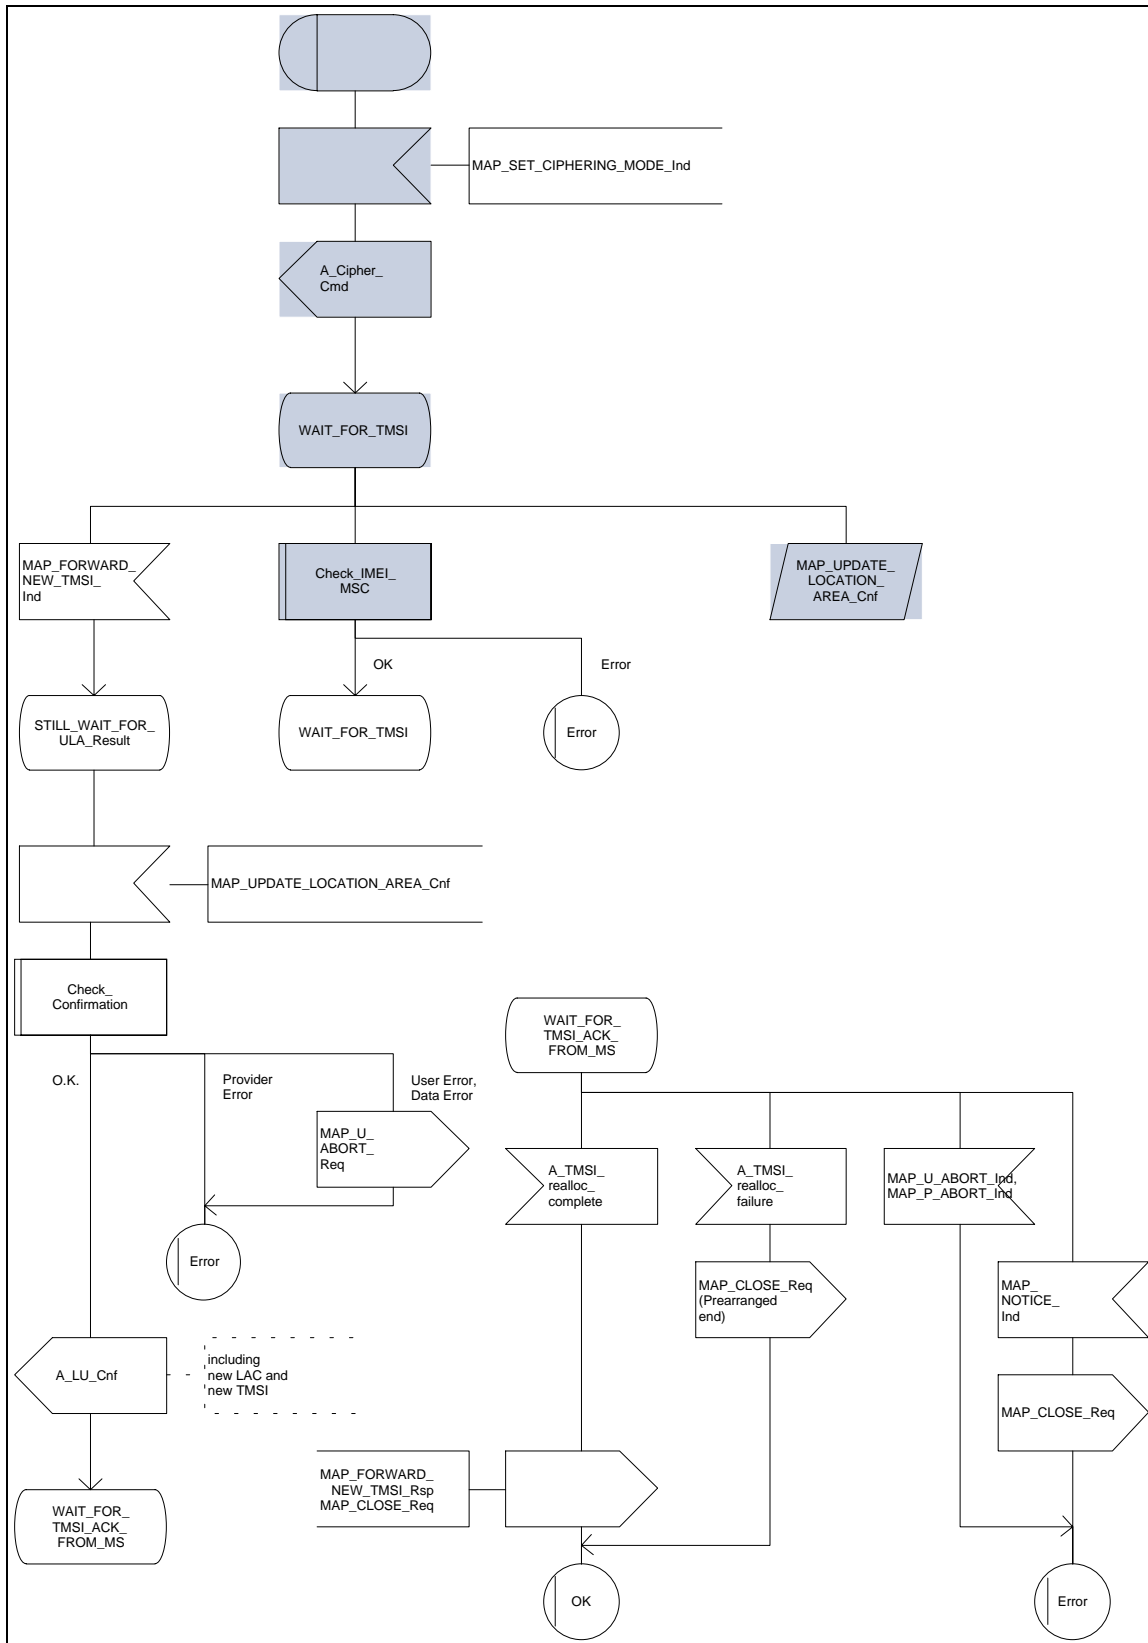 MAP_SET_CIPHERING_MODE_Ind
A_Cipher_
Cmd
WAIT_FOR_TMSI
MAP_FORWARD_
NEW_TMSI_
Ind
Check_IMEI_
MSC
MAP_UPDATE_
LOCATION_
AREA_Cnf
OK
Error
STILL_WAIT_FOR_
ULA_Result
WAIT_FOR_TMSI
Error
MAP_UPDATE_LOCATION_AREA_Cnf
Check_
Confirmation
O.K.
Provider
Error
User Error,
Data Error
MAP_U_
ABORT_
Req
Error
A_LU_Cnf
including
new LAC and
new TMSI
WAIT_FOR_
TMSI_ACK_
FROM_MS
WAIT_FOR_
TMSI_ACK_
FROM_MS
A_TMSI_
realloc_
complete
A_TMSI_
realloc_
failure
MAP_U_ABORT_Ind,
MAP_P_ABORT_Ind
MAP_CLOSE_Req
(Prearranged
end)
MAP_
NOTICE_
Ind
MAP_CLOSE_Req
MAP_FORWARD_
NEW_TMSI_Rsp
MAP_CLOSE_Req
OK
Error